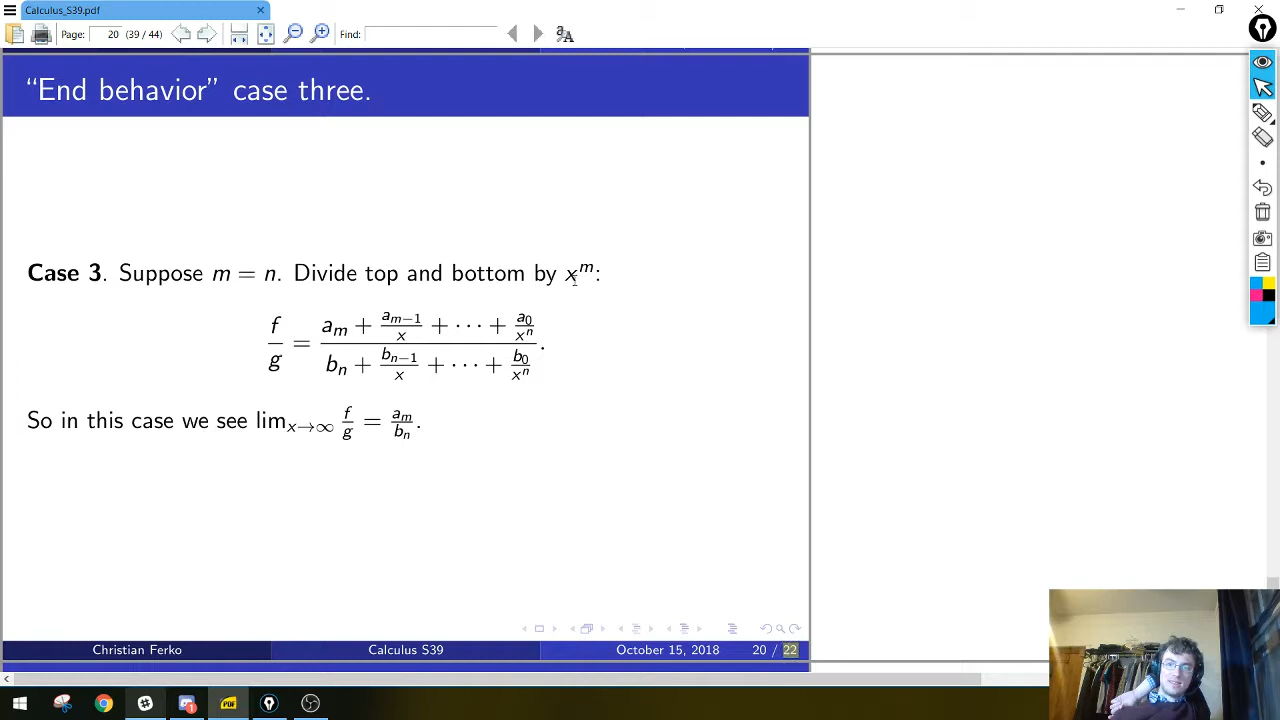 Calculus_S39.pdf
Page: 20 (39 / 44) Find:
“End behavior” case three.
Case 3. Suppose m = n. Divide top and bottom by x^m:
f/g = (a_m + a_{m−1}/x + ⋯ + a_0/x^n) / (b_n + b_{n−1}/x + ⋯ + b_0/x^n).
So in this case we see lim_{x→∞} f/g = a_m/b_n.
Christian Ferko Calculus S39 October 15, 2018 20 / 22
PDF